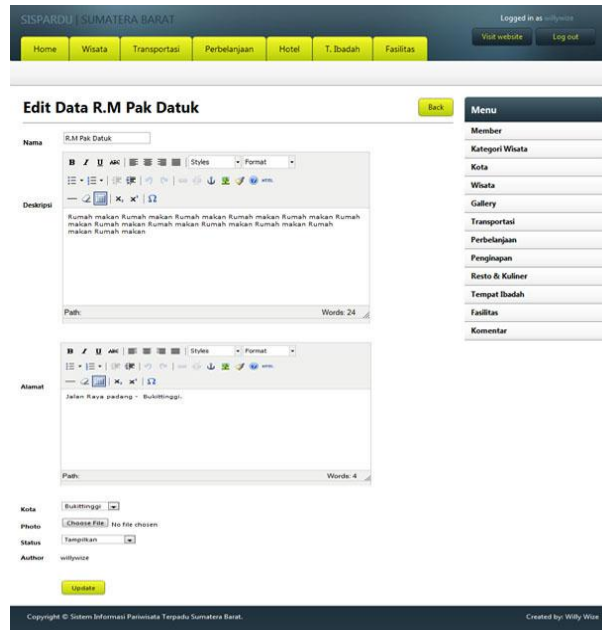 SISPARDU | SUMATERA BARAT
Logged in as willywize
Visit website
Log out
Home
Wisata
Transportasi
Perbelanjaan
Hotel
T. Ibadah
Fasilitas
Edit Data R.M Pak Datuk
Back
Nama
R.M Pak Datuk
Deskripsi
B I U ABC
Styles
Format
HTML
Rumah makan Rumah makan Rumah makan Rumah makan Rumah makan Rumah
makan Rumah makan Rumah makan Rumah makan Rumah makan Rumah
makan Rumah makan
Path:
Words: 24
Alamat
B I U ABC
Styles
Format
HTML
Jalan Raya padang - Bukittinggi.
Path:
Words: 4
Kota
Bukittinggi
Photo
Choose File No file chosen
Status
Tampilkan
Author
willywize
Update
Menu
Member
Kategori Wisata
Kota
Wisata
Gallery
Transportasi
Perbelanjaan
Penginapan
Resto & Kuliner
Tempat Ibadah
Fasilitas
Komentar
Copyright © Sistem Informasi Pariwisata Terpadu Sumatera Barat.
Created by: Willy Wize